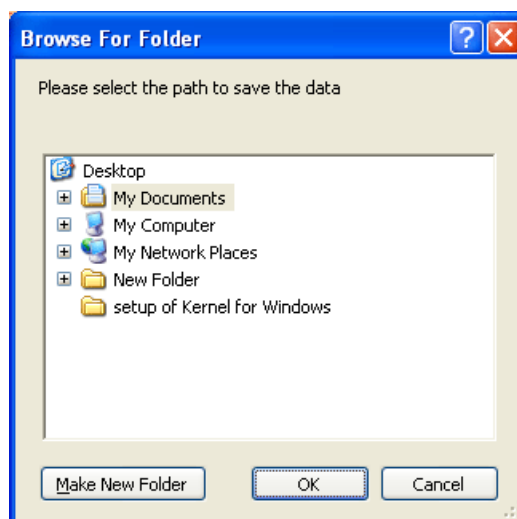 Browse For Folder
Please select the path to save the data
Desktop
My Documents
My Computer
My Network Places
New Folder
setup of Kernel for Windows
Make New Folder OK Cancel